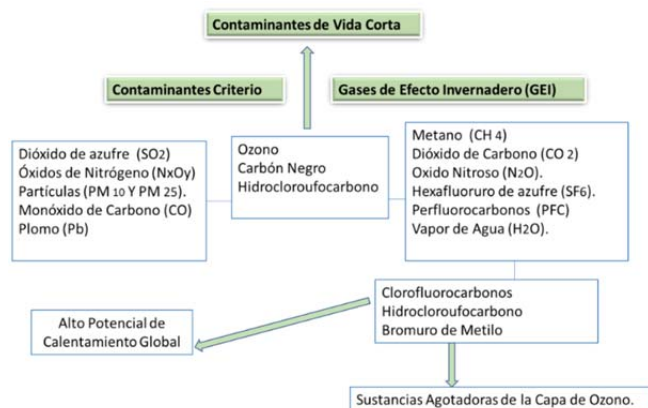 Contaminantes de Vida Corta
Contaminantes Criterio
Gases de Efecto Invernadero (GEI)
Dióxido de azufre (SO2)
Óxidos de Nitrógeno (NxOy)
Partículas (PM 10 Y PM 25).
Monóxido de Carbono (CO)
Plomo (Pb)
Ozono
Carbón Negro
Hidrocloroufocarbono
Metano (CH 4)
Dióxido de Carbono (CO 2)
Oxido Nitroso (N2O).
Hexafluoruro de azufre (SF6).
Perfluorocarbonos (PFC)
Vapor de Agua (H2O).
Clorofluorocarbonos
Hidrocloroufocarbono
Bromuro de Metilo
Alto Potencial de
Calentamiento Global
Sustancias Agotadoras de la Capa de Ozono.